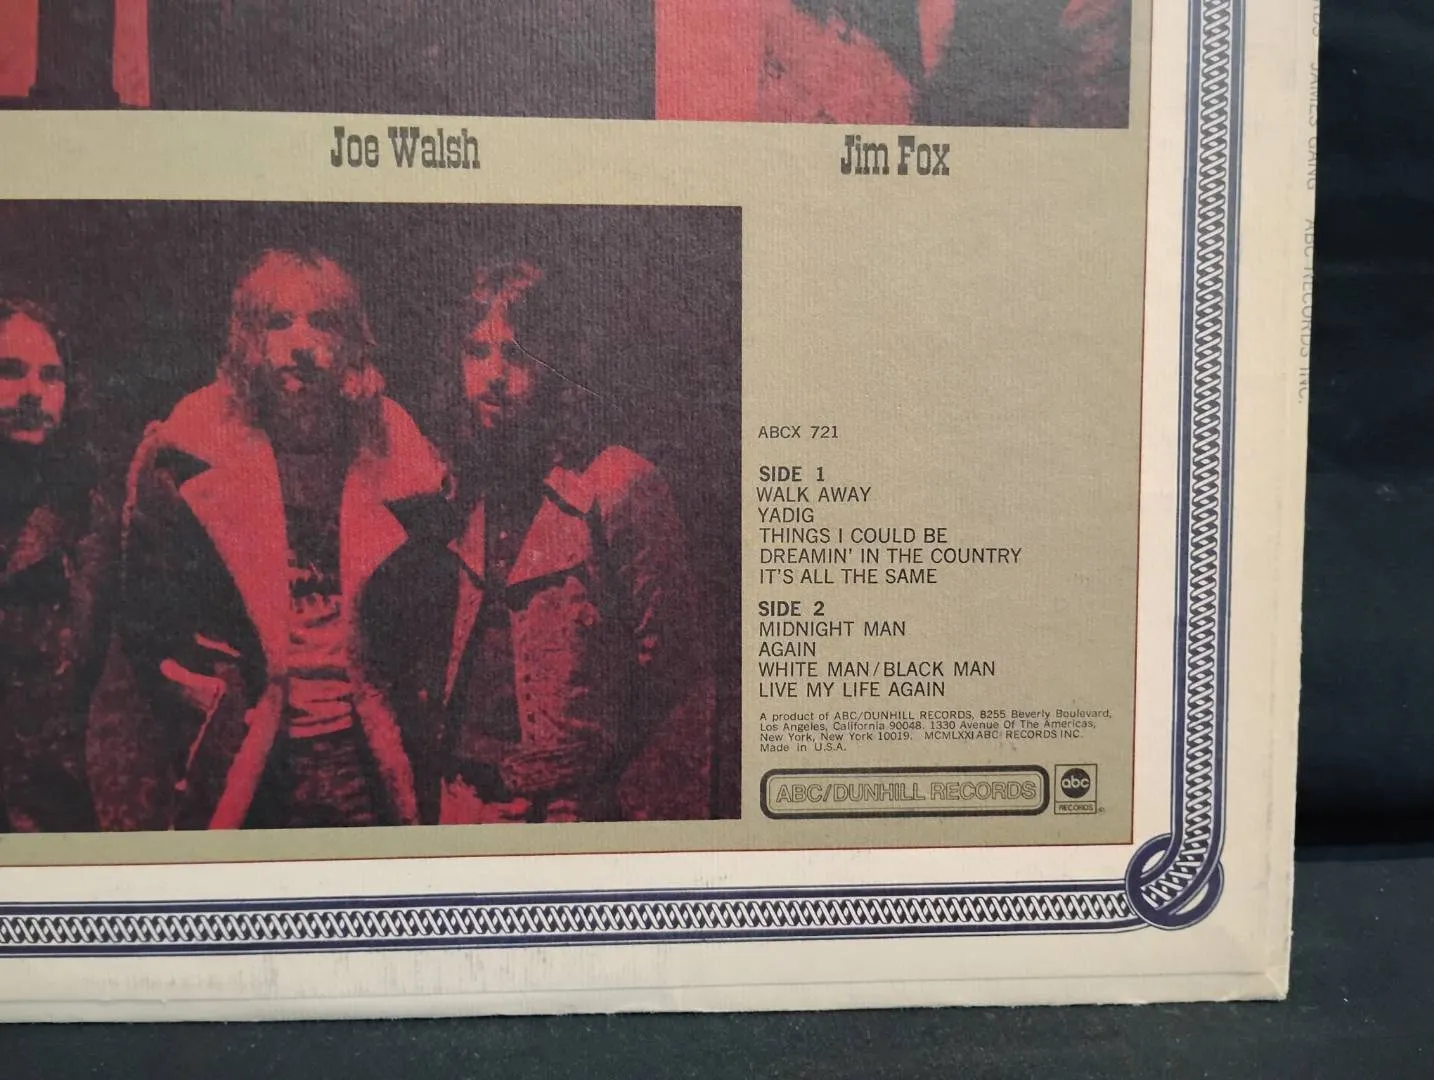 Joe Walsh
Jim Fox
ABCX 721
SIDE 1
WALK AWAY
YADIG
THINGS I COULD BE
DREAMIN' IN THE COUNTRY
IT'S ALL THE SAME
SIDE 2
MIDNIGHT MAN
AGAIN
WHITE MAN/BLACK MAN
LIVE MY LIFE AGAIN
A product of ABC/DUNHILL RECORDS, 8255 Beverly Boulevard,
Los Angeles, California 90048. 1330 Avenue Of The Americas,
New York, New York 10019. MCMLXXI ABC RECORDS INC.
Made in U.S.A.
ABC/DUNHILL RECORDS
abc
RECORDS
JAMES GANG ABC RECORDS INC.